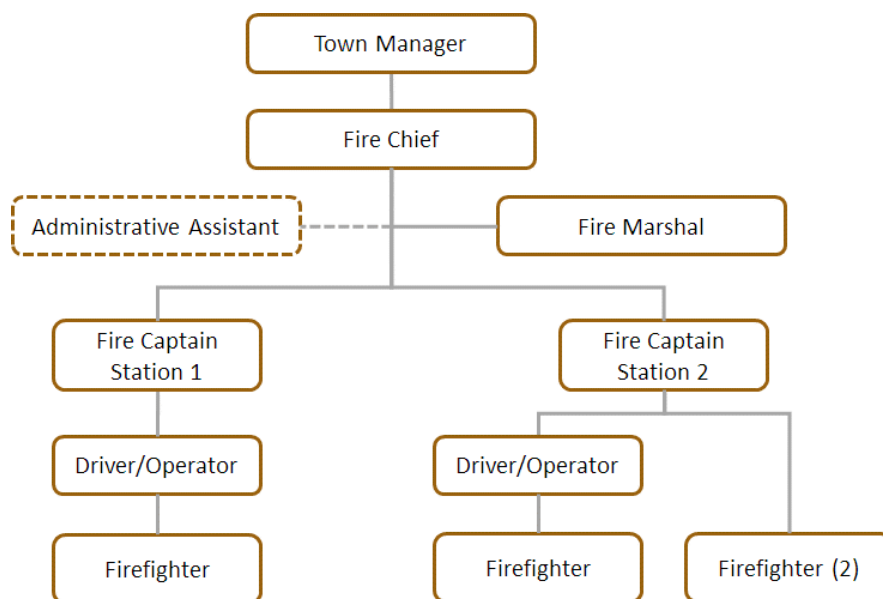 Town Manager
Fire Chief
Administrative Assistant
Fire Marshal
Fire Captain
Station 1
Fire Captain
Station 2
Driver/Operator
Driver/Operator
Firefighter
Firefighter
Firefighter (2)